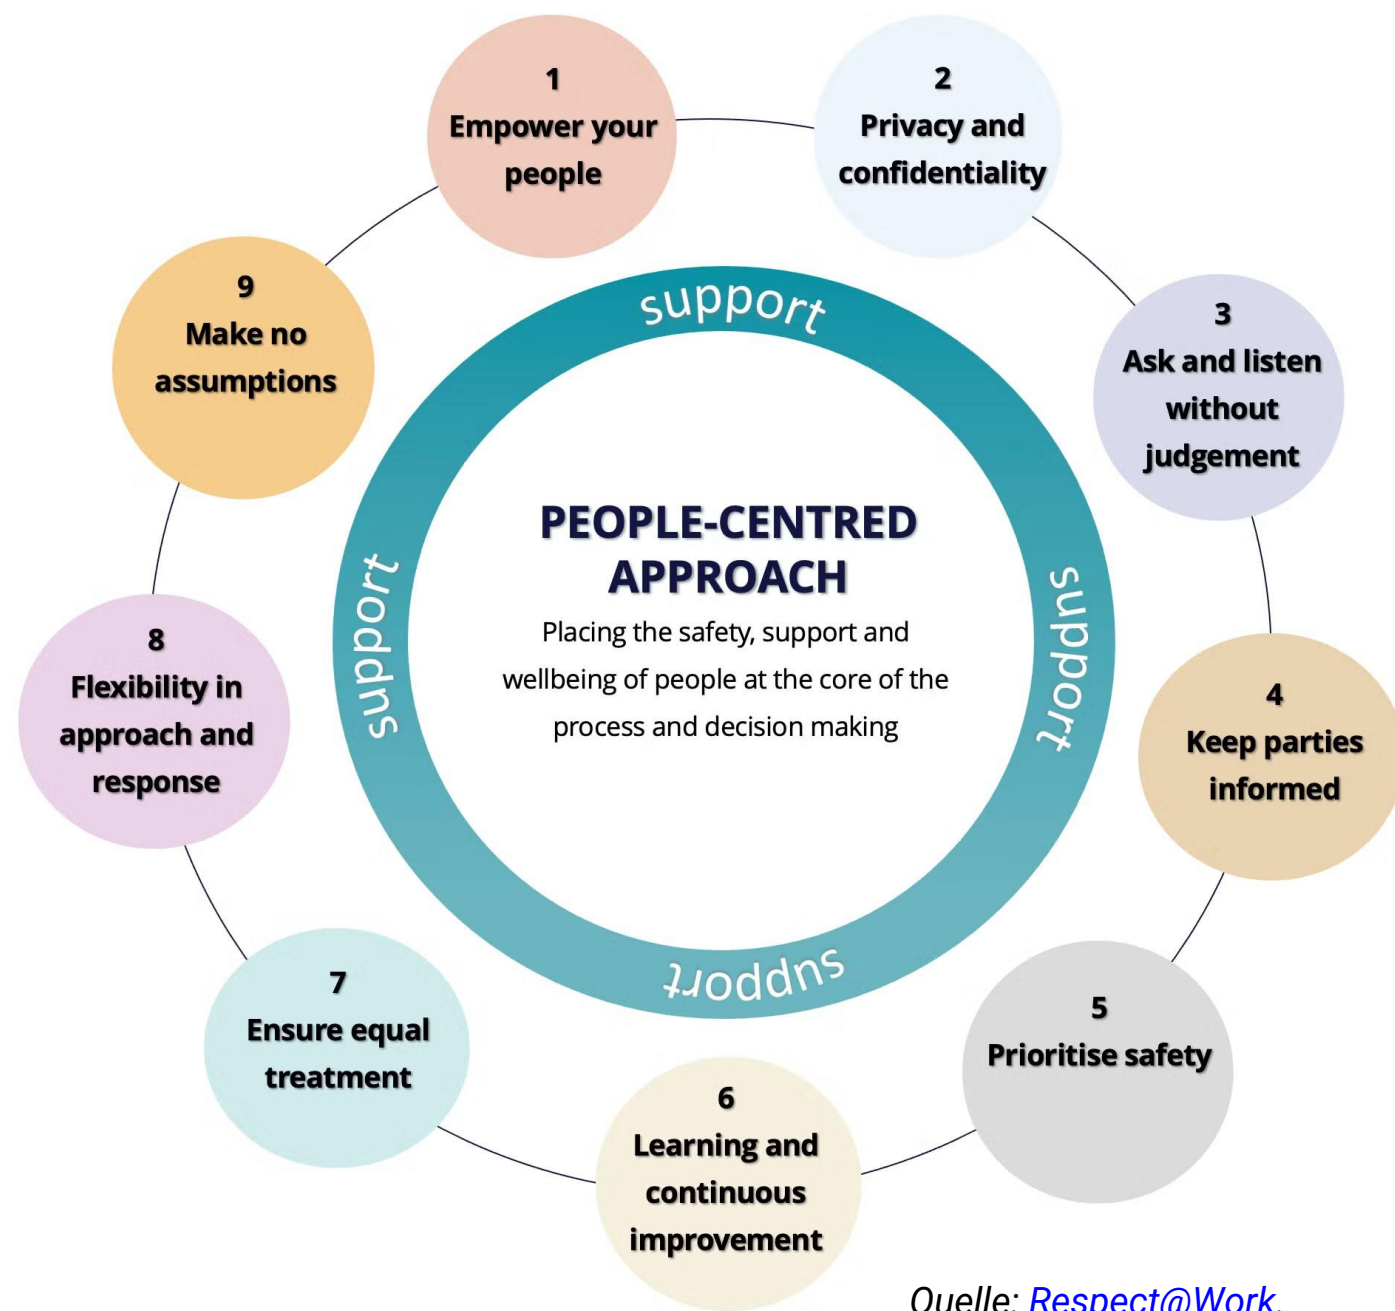 1
Empower your
people
2
Privacy and
confidentiality
3
Ask and listen
without
judgement
4
Keep parties
informed
5
Prioritise safety
6
Learning and
continuous
improvement
7
Ensure equal
treatment
8
Flexibility in
approach and
response
9
Make no
assumptions
support
support
support
support
PEOPLE-CENTRED
APPROACH
Placing the safety, support and
wellbeing of people at the core of the
process and decision making
Quelle: Respect@Work.